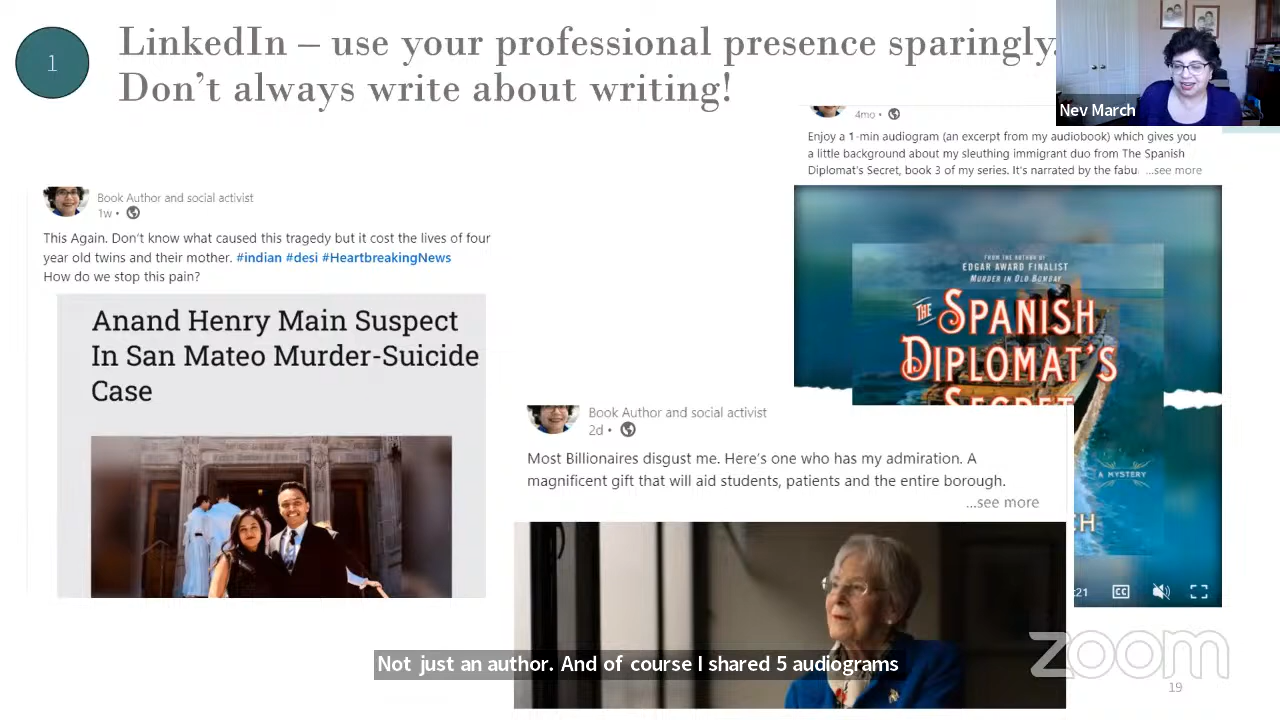 1
LinkedIn – use your professional presence sparingly.
Don't always write about writing!
Nev March
Book Author and social activist
1w •
This Again. Don't know what caused this tragedy but it cost the lives of four
year old twins and their mother. #indian #desi #HeartbreakingNews
How do we stop this pain?
Anand Henry Main Suspect
In San Mateo Murder-Suicide
Case
4mo •
Enjoy a 1-min audiogram (an excerpt from my audiobook) which gives you
a little background about my sleuthing immigrant duo from The Spanish
Diplomat's Secret, book 3 of my series. It's narrated by the fabu ...see more
FROM THE AUTHOR OF
EDGAR AWARD FINALIST
MURDER IN OLD BOMBAY
THE SPANISH
DIPLOMAT'S
SECRET
A MYSTERY
CH
:21
CC
Book Author and social activist
2d •
Most Billionaires disgust me. Here's one who has my admiration. A
magnificent gift that will aid students, patients and the entire borough.
...see more
Not just an author. And of course I shared 5 audiograms
zoom
19